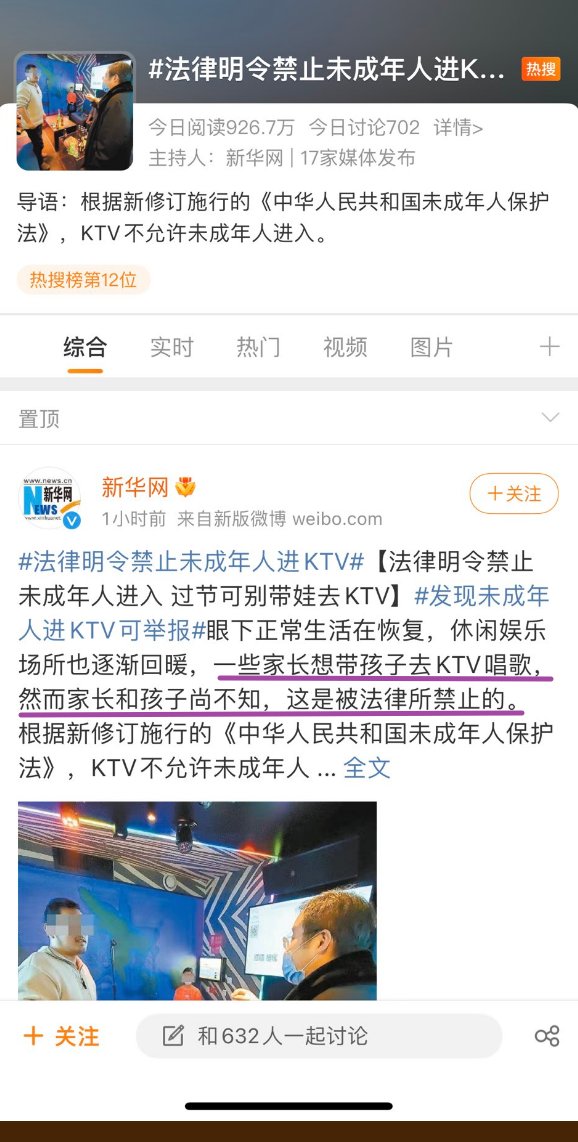 #法律明令禁止未成年人进K...
热搜
今日阅读926.7万 今日讨论702 详情>
主持人：新华网 | 17家媒体发布
导语：根据新修订施行的《中华人民共和国未成年人保护
法》，KTV不允许未成年人进入。
热搜榜第12位
综合 实时 热门 视频 图片
置顶
www.news.cn
新华网
NEWS
新华网
+关注
1小时前 来自新版微博 weibo.com
#法律明令禁止未成年人进KTV#【法律明令禁止
未成年人进入 过节可别带娃去KTV】#发现未成年
人进KTV可举报#眼下正常生活在恢复，休闲娱乐
场所也逐渐回暖，一些家长想带孩子去KTV唱歌，
然而家长和孩子尚不知，这是被法律所禁止的。
根据新修订施行的《中华人民共和国未成年人保护
法》，KTV不允许未成年人 ... 全文
+ 关注
和632人一起讨论